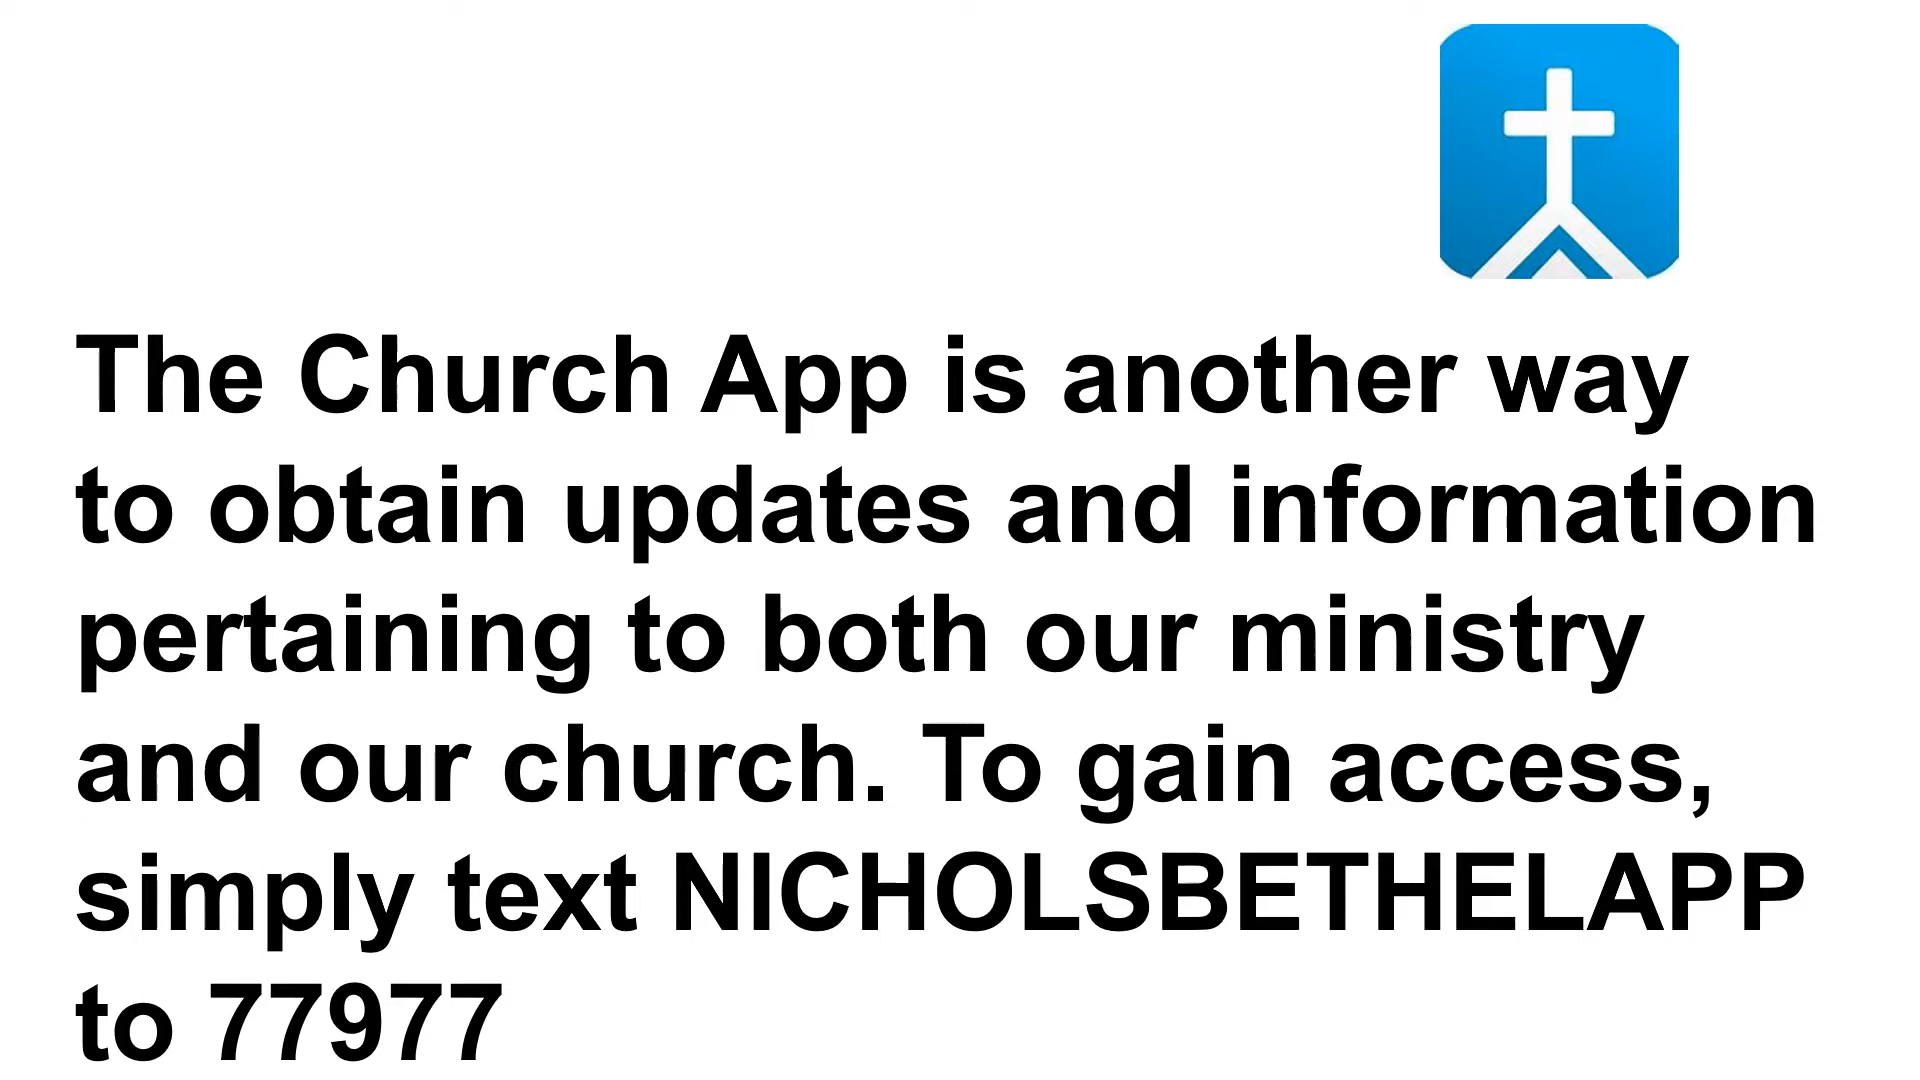 The Church App is another way
to obtain updates and information
pertaining to both our ministry
and our church. To gain access,
simply text NICHOLSBETHELAPP
to 77977